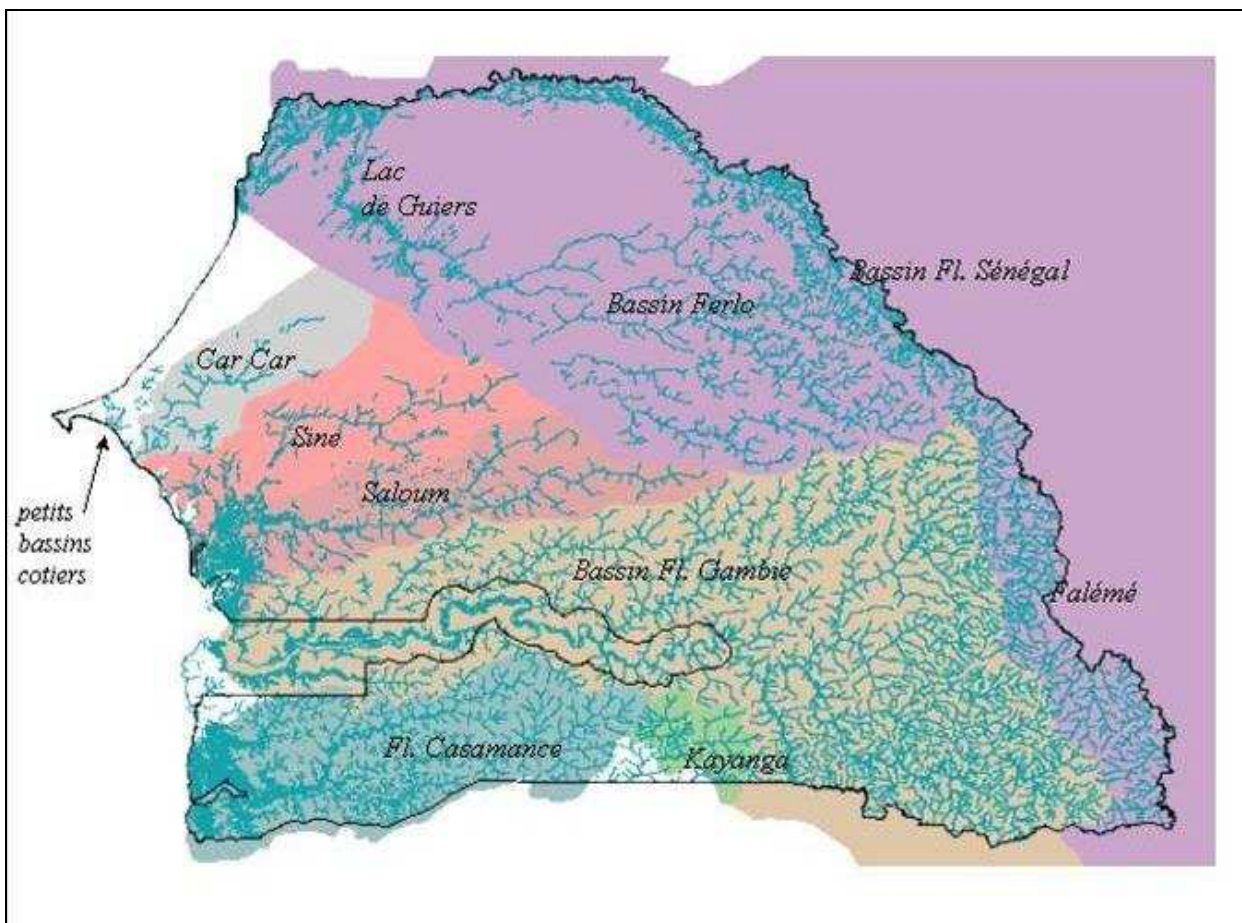 Lac
de Guiers
Bassin Fl. Sénégal
Bassin Ferlo
Car Car
Sine
Saloum
petits
bassins
cotiers
Bassin Fl. Gambie
Falémé
Fl. Casamance
Kayanga